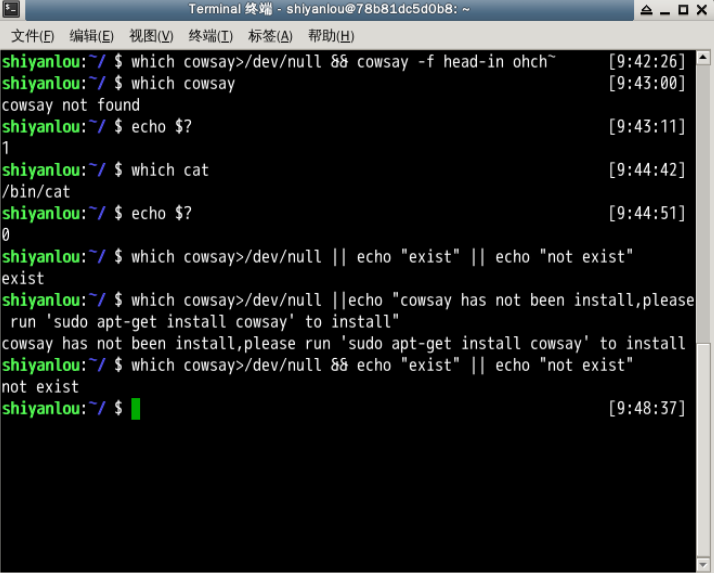 Terminal 终端 - shiyanlou@78b81dc5d0b8: ~
文件(F) 编辑(E) 视图(V) 终端(T) 标签(A) 帮助(H)
shiyanlou:~/ $ which cowsay>/dev/null && cowsay -f head-in ohch~ [9:42:26]
shiyanlou:~/ $ which cowsay [9:43:00]
cowsay not found
shiyanlou:~/ $ echo $? [9:43:11]
1
shiyanlou:~/ $ which cat [9:44:42]
/bin/cat
shiyanlou:~/ $ echo $? [9:44:51]
0
shiyanlou:~/ $ which cowsay>/dev/null || echo "exist" || echo "not exist"
exist
shiyanlou:~/ $ which cowsay>/dev/null ||echo "cowsay has not been install,please
run 'sudo apt-get install cowsay' to install"
cowsay has not been install,please run 'sudo apt-get install cowsay' to install
shiyanlou:~/ $ which cowsay>/dev/null && echo "exist" || echo "not exist"
not exist
shiyanlou:~/ $ [9:48:37]